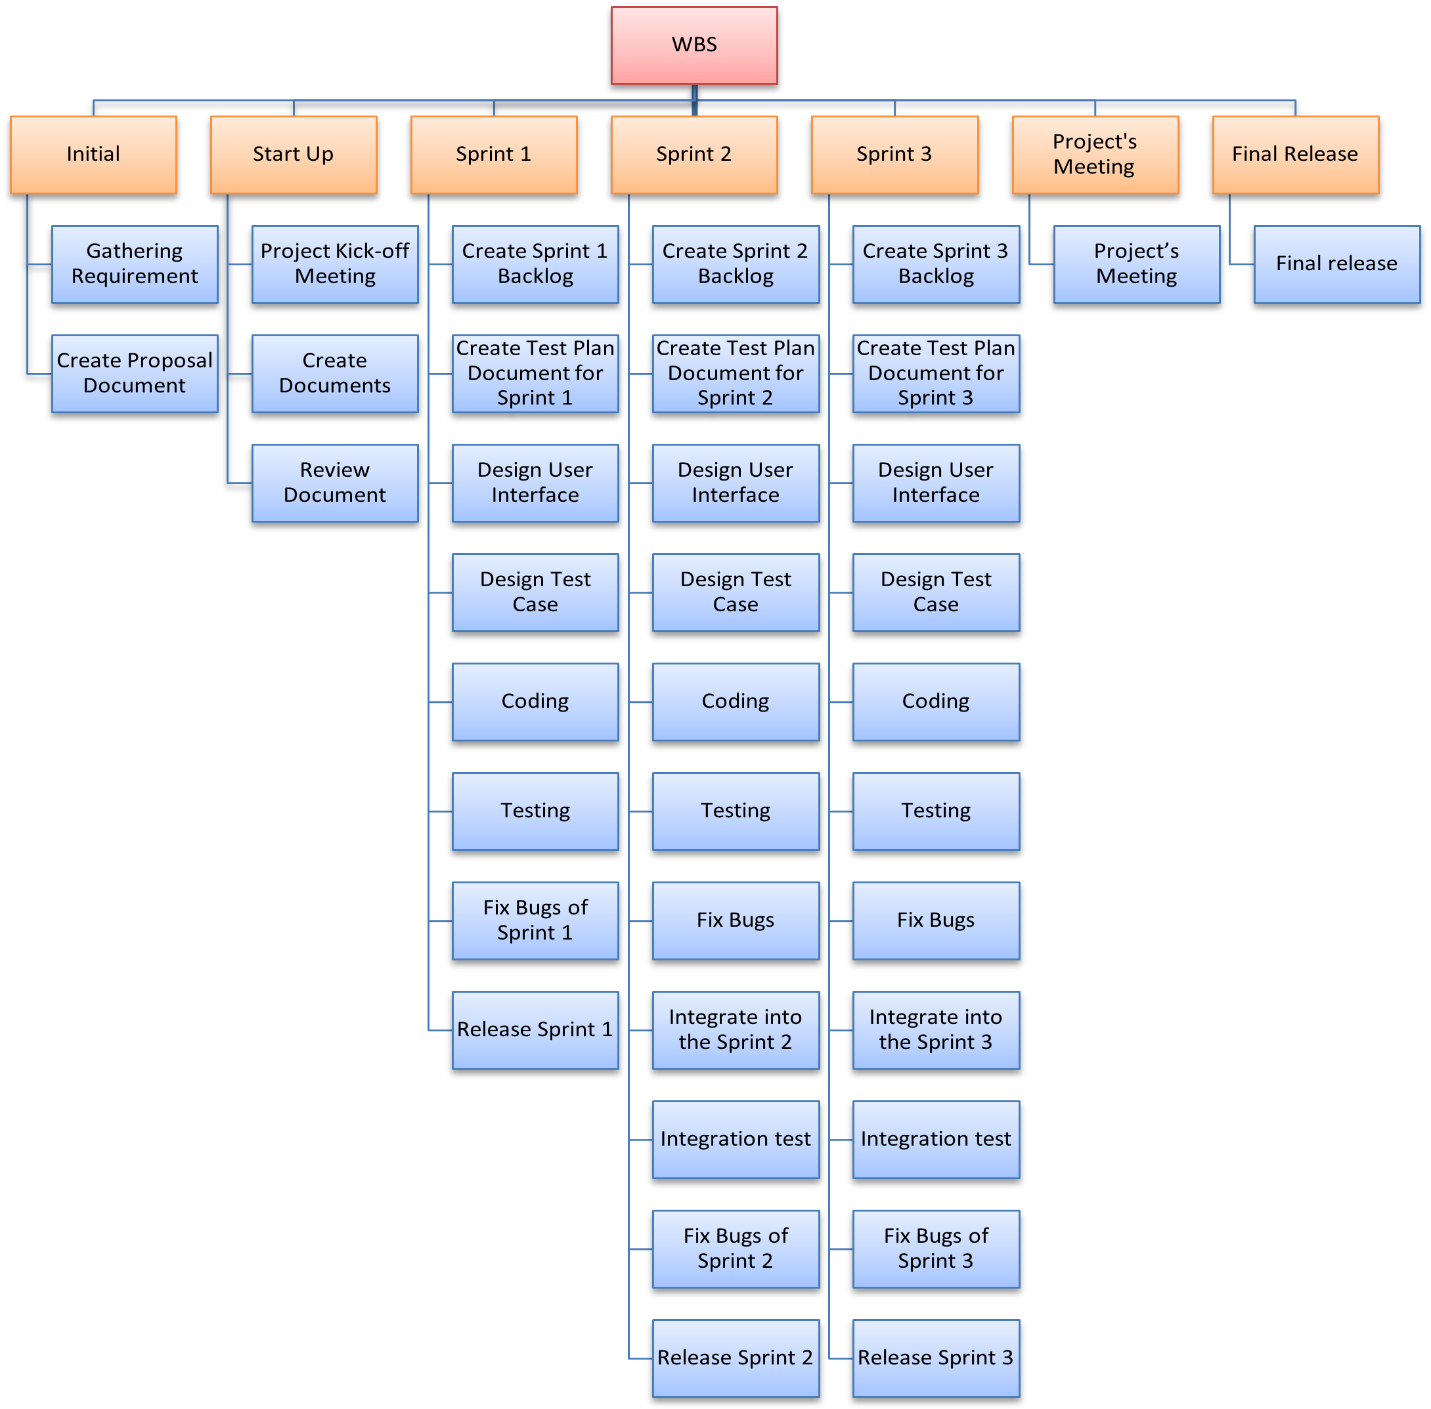 WBS
Initial
Start Up
Sprint 1
Sprint 2
Sprint 3
Project's
Meeting
Final Release
Gathering
Requirement
Create Proposal
Document
Project Kick-off
Meeting
Create
Documents
Review
Document
Create Sprint 1
Backlog
Create Test Plan
Document for
Sprint 1
Design User
Interface
Design Test
Case
Coding
Testing
Fix Bugs of
Sprint 1
Release Sprint 1
Create Sprint 2
Backlog
Create Test Plan
Document for
Sprint 2
Design User
Interface
Design Test
Case
Coding
Testing
Fix Bugs
Integrate into
the Sprint 2
Integration test
Fix Bugs of
Sprint 2
Release Sprint 2
Create Sprint 3
Backlog
Create Test Plan
Document for
Sprint 3
Design User
Interface
Design Test
Case
Coding
Testing
Fix Bugs
Integrate into
the Sprint 3
Integration test
Fix Bugs of
Sprint 3
Release Sprint 3
Project’s
Meeting
Final release